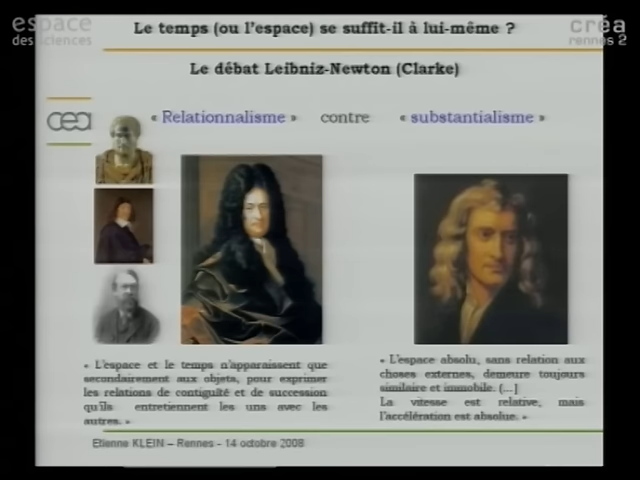 espace
des sciences
créa
rennes 2
Le temps (ou l'espace) se suffit-il à lui-même ?
Le débat Leibniz-Newton (Clarke)
cea
« Relationnalisme » contre « substantialisme »
« L'espace et le temps n'apparaissent que
secondairement aux objets, pour exprimer
les relations de contiguïté et de succession
qu'ils entretiennent les uns avec les
autres. »
« L'espace absolu, sans relation aux
choses externes, demeure toujours
similaire et immobile. (...]
La vitesse est relative, mais
l'accélération est absolue. »
Etienne KLEIN – Rennes - 14 octobre 2008